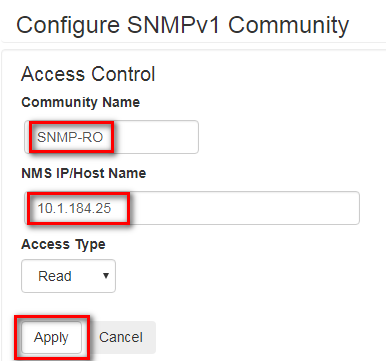 Configure SNMPv1 Community
Access Control
Community Name
SNMP-RO
NMS IP/Host Name
10.1.184.25
Access Type
Read
Apply Cancel